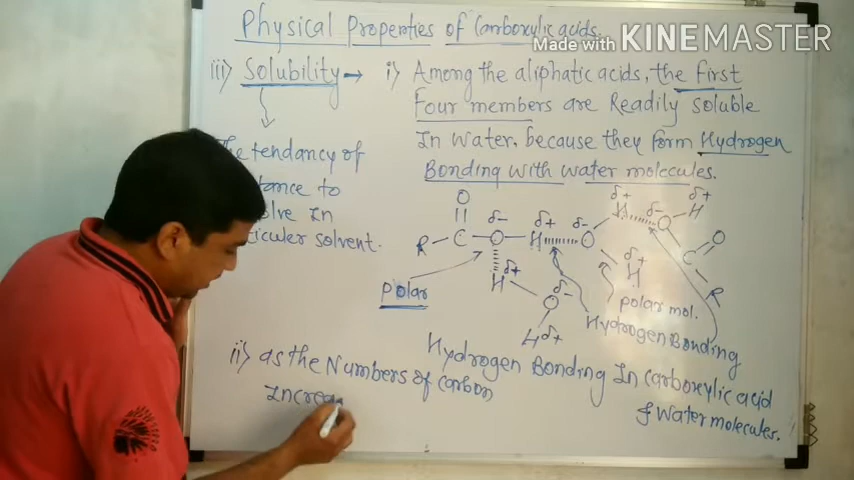 Physical Properties of Carboxylic acids.
Made with KINEMASTER
iii) Solubility → i) Among the aliphatic acids, the First
Four members are Readily soluble
In water, because they form Hydrogen
Bonding with water molecules.
tendancy of
to
In
solvent.
O
R – C – O – H O
δ- δ+ δ-
H δ+
O δ-
H δ+
δ+ H δ- O H δ+
H δ+
C O
R
Polar
polar mol.
Hydrogen Bonding
Hydrogen Bonding In carboxylic acid
& water molecules.
ii) as the Numbers of carbon
Increa